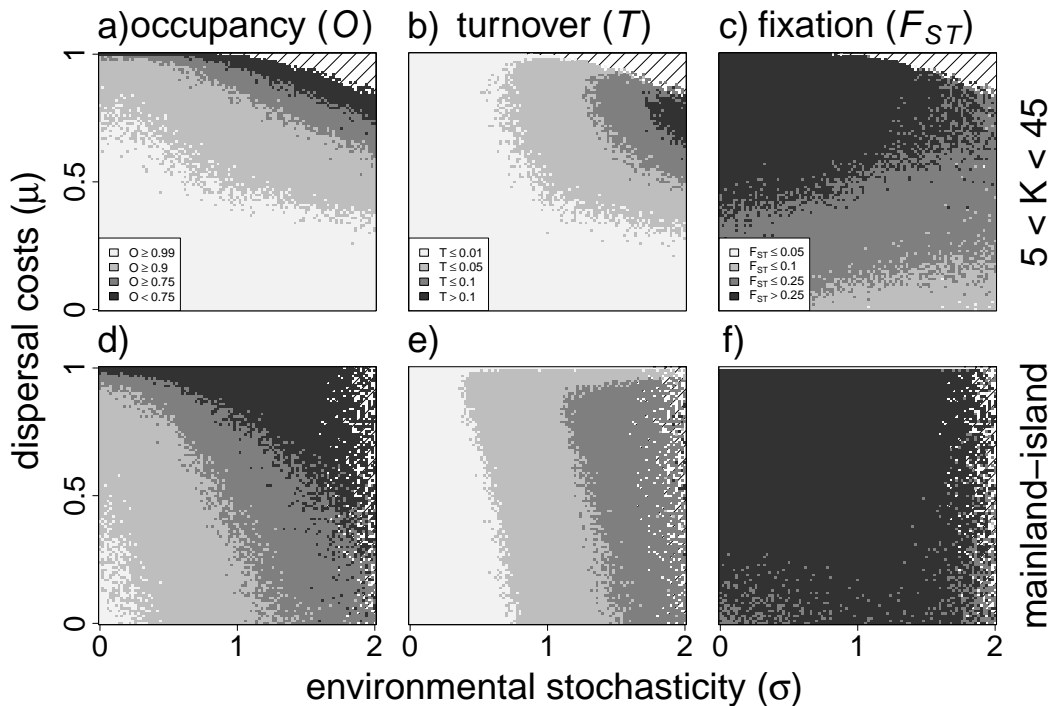 a) occupancy (O)
b) turnover (T)
c) fixation (F_ST)
1
0.5
0
O ≥ 0.99
O ≥ 0.9
O ≥ 0.75
O < 0.75
T ≤ 0.01
T ≤ 0.05
T ≤ 0.1
T > 0.1
F_ST ≤ 0.05
F_ST ≤ 0.1
F_ST ≤ 0.25
F_ST > 0.25
5 < K < 45
dispersal costs (μ)
d)
e)
f)
1
0.5
0
mainland−island
0 1 2
0 1 2
0 1 2
environmental stochasticity (σ)